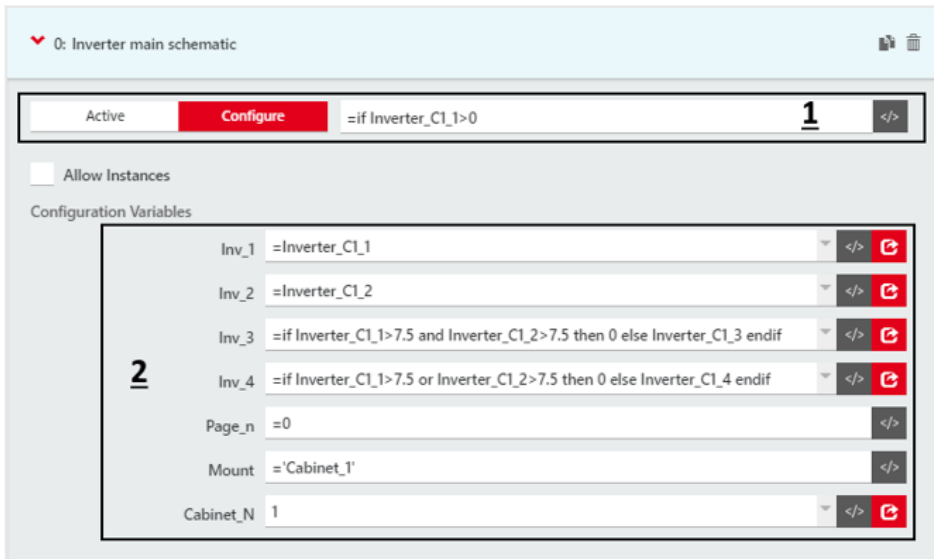 0: Inverter main schematic
Active Configure =if Inverter_C1_1>0 1 </>
Allow Instances
Configuration Variables
Inv_1 =Inverter_C1_1 </>
Inv_2 =Inverter_C1_2 </>
Inv_3 =if Inverter_C1_1>7.5 and Inverter_C1_2>7.5 then 0 else Inverter_C1_3 endif </>
2 Inv_4 =if Inverter_C1_1>7.5 or Inverter_C1_2>7.5 then 0 else Inverter_C1_4 endif </>
Page_n =0 </>
Mount ='Cabinet_1' </>
Cabinet_N 1 </>